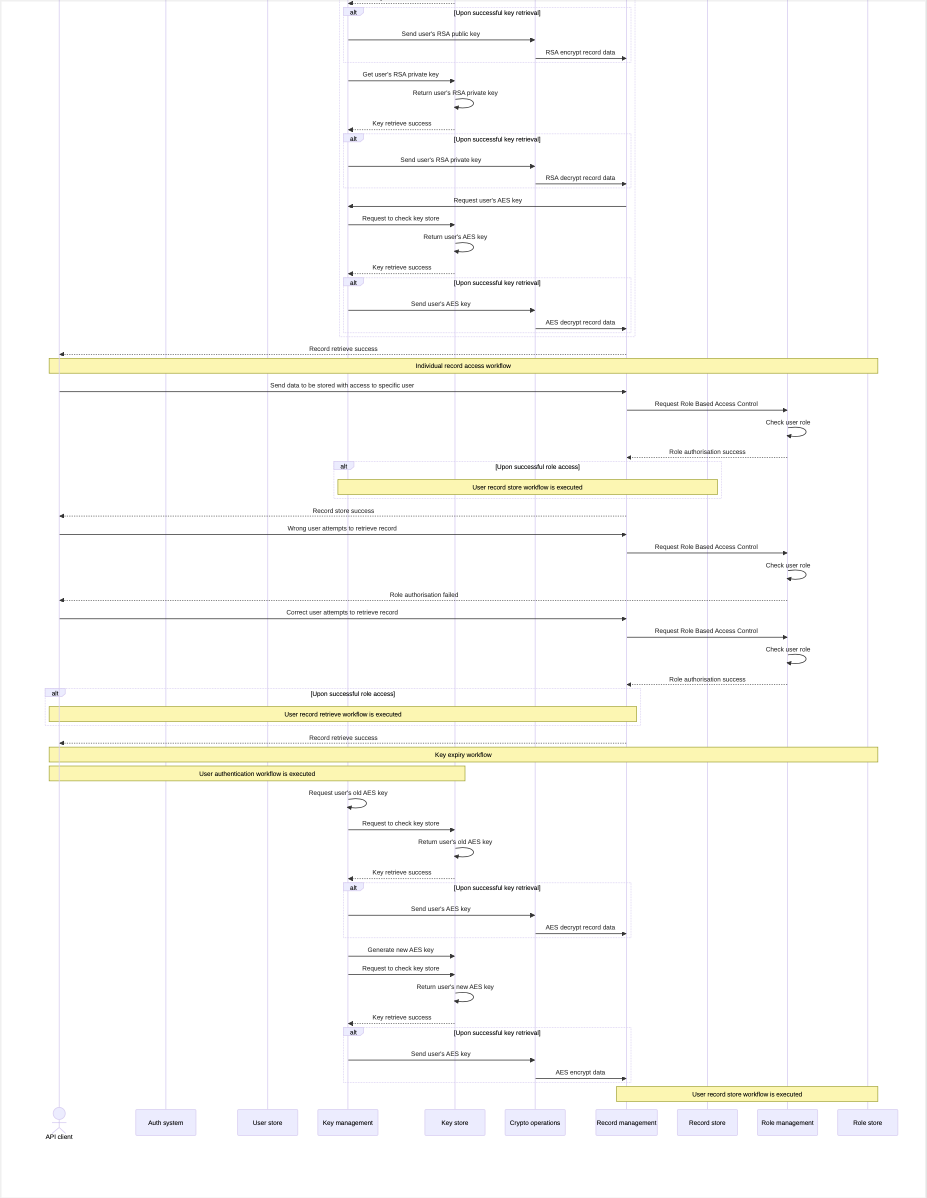 alt [Upon successful key retrieval]
Send user's RSA public key
RSA encrypt record data
Get user's RSA private key
Return user's RSA private key
Key retrieve success
alt [Upon successful key retrieval]
Send user's RSA private key
RSA decrypt record data
Request user's AES key
Request to check key store
Return user's AES key
Key retrieve success
alt [Upon successful key retrieval]
Send user's AES key
AES decrypt record data
Record retrieve success
Individual record access workflow
Send data to be stored with access to specific user
Request Role Based Access Control
Check user role
Role authorisation success
alt [Upon successful role access]
User record store workflow is executed
Record store success
Wrong user attempts to retrieve record
Request Role Based Access Control
Check user role
Role authorisation failed
Correct user attempts to retrieve record
Request Role Based Access Control
Check user role
Role authorisation success
alt [Upon successful role access]
User record retrieve workflow is executed
Record retrieve success
Key expiry workflow
User authentication workflow is executed
Request user's old AES key
Request to check key store
Return user's old AES key
Key retrieve success
alt [Upon successful key retrieval]
Send user's AES key
AES decrypt record data
Generate new AES key
Request to check key store
Return user's new AES key
Key retrieve success
alt [Upon successful key retrieval]
Send user's AES key
AES encrypt data
User record store workflow is executed
API client Auth system User store Key management Key store Crypto operations Record management Record store Role management Role store